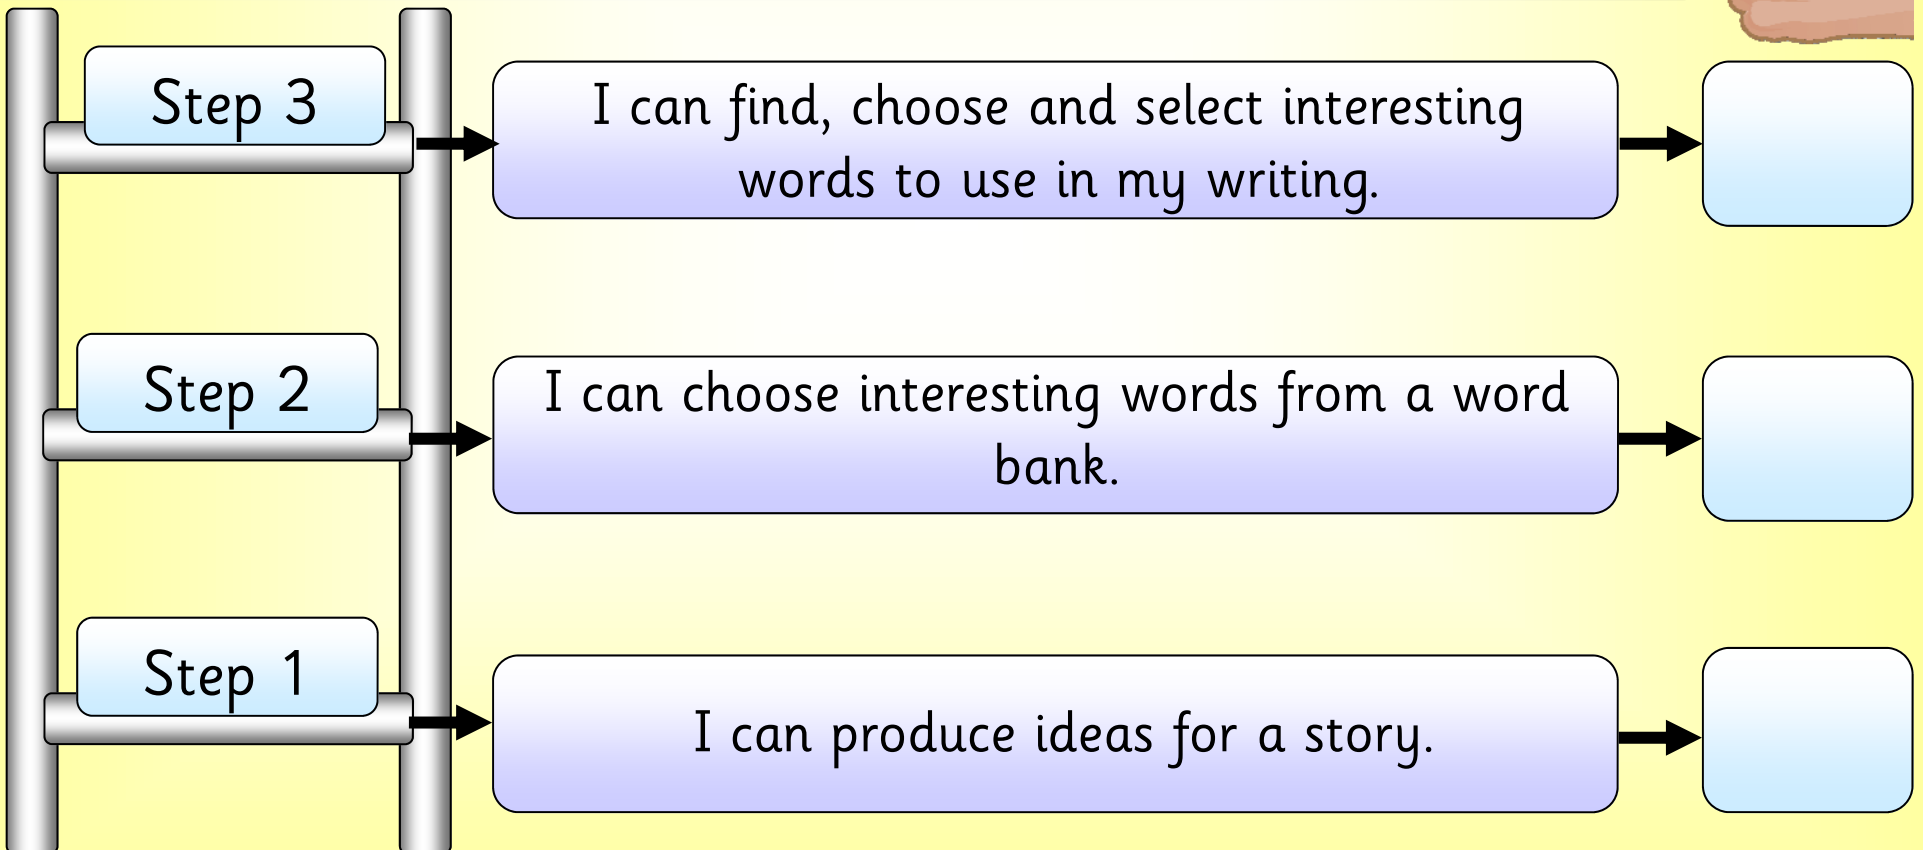 Step 3
I can find, choose and select interesting
words to use in my writing.
Step 2
I can choose interesting words from a word
bank.
Step 1
I can produce ideas for a story.